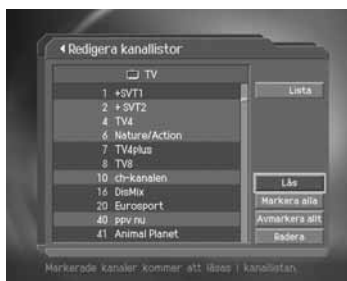 Redigera kanallistor
TV
1 +SVT1
2 + SVT2
4 TV4
6 Nature/Action
7 TV4plus
8 TV8
10 ch-kanalen
16 DisMix
20 Eurosport
40 ppv nu
41 Animal Planet
Lista
Lås
Markera alla
Avmarkera allt
Radera
Markerade kanaler kommer att låsas i kanallistan.